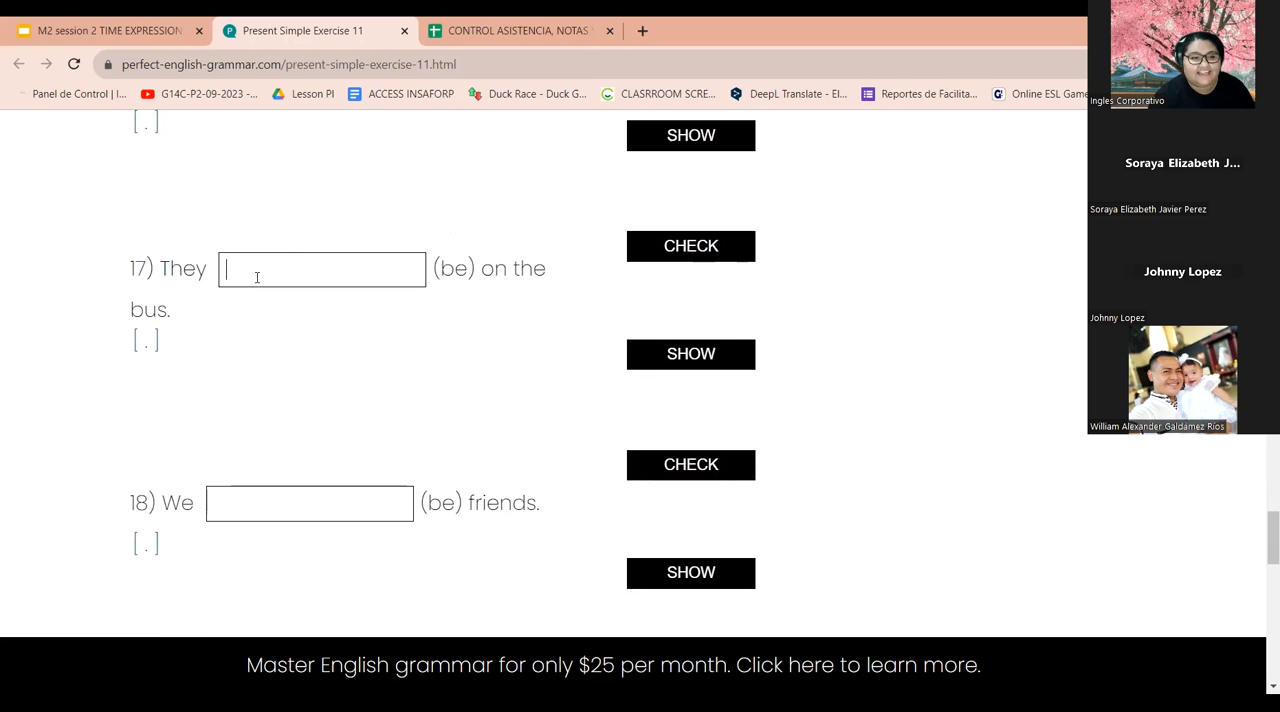 M2 session 2 TIME EXPRESSION
Present Simple Exercise 11
CONTROL ASISTENCIA, NOTAS
perfect-english-grammar.com/present-simple-exercise-11.html
Panel de Control | I...
G14C-P2-09-2023 -...
Lesson Pl
ACCESS DESAFORD...
Duck Race - Duck G...
CLASRROOM SCRE...
DeepL Translate - El...
Reportes de Facilita...
Online ESL Game
Ingles Corporativo
[ . ]
SHOW
Soraya Elizabeth J...
Soraya Elizabeth Javier Perez
CHECK
17) They (be) on the
bus.
[ . ]
Johnny Lopez
Johnny Lopez
SHOW
William Alexander Galdamez Ríos
CHECK
18) We (be) friends.
[ . ]
SHOW
Master English grammar for only $25 per month. Click here to learn more.